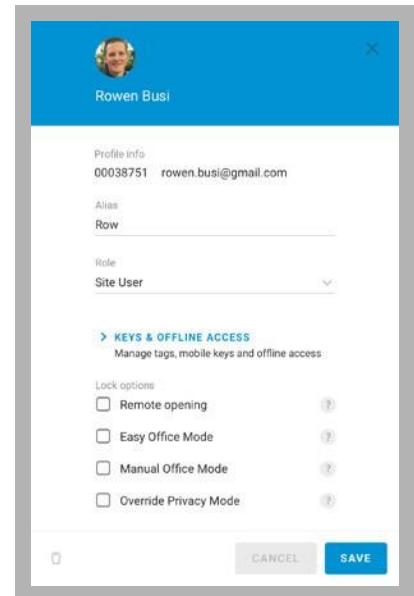 Rowen Busi
Profile info
00038751 rowen.busi@gmail.com
Alias
Row
Role
Site User
KEYS & OFFLINE ACCESS
Manage tags, mobile keys and offline access
Lock options
Remote opening ?
Easy Office Mode ?
Manual Office Mode ?
Override Privacy Mode ?
CANCEL SAVE